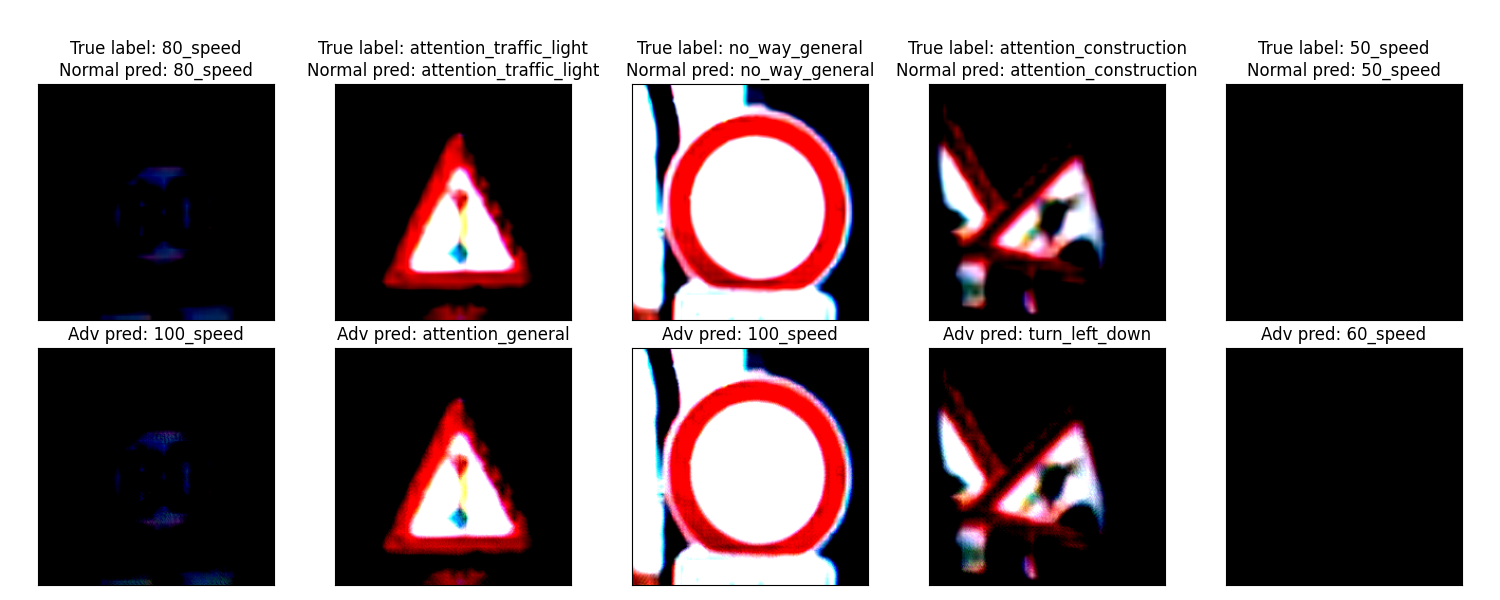 True label: 80_speed
Normal pred: 80_speed
True label: attention_traffic_light
Normal pred: attention_traffic_light
True label: no_way_general
Normal pred: no_way_general
True label: attention_construction
Normal pred: attention_construction
True label: 50_speed
Normal pred: 50_speed
Adv pred: 100_speed
Adv pred: attention_general
Adv pred: 100_speed
Adv pred: turn_left_down
Adv pred: 60_speed